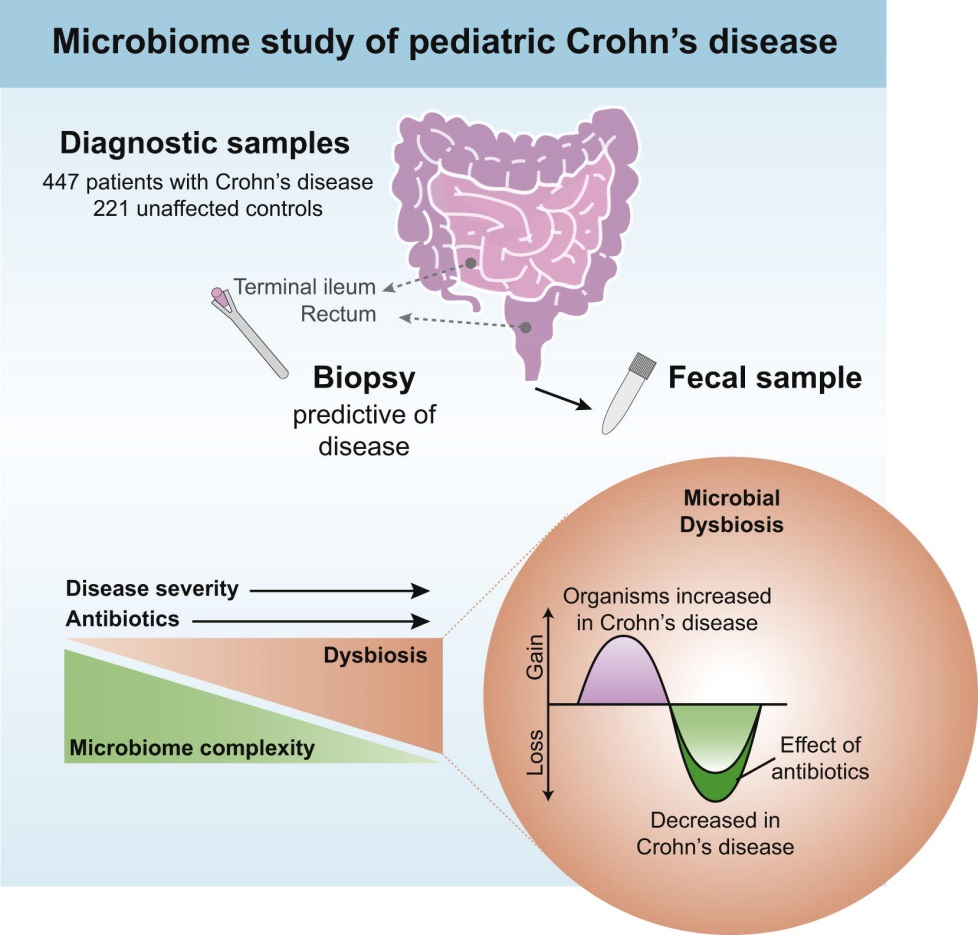 Microbiome study of pediatric Crohn’s disease
Diagnostic samples
447 patients with Crohn’s disease
221 unaffected controls
Terminal ileum
Rectum
Biopsy
predictive of
disease
Fecal sample
Disease severity
Antibiotics
Dysbiosis
Microbiome complexity
Microbial
Dysbiosis
Organisms increased
in Crohn’s disease
Gain
Loss
Effect of
antibiotics
Decreased in
Crohn’s disease